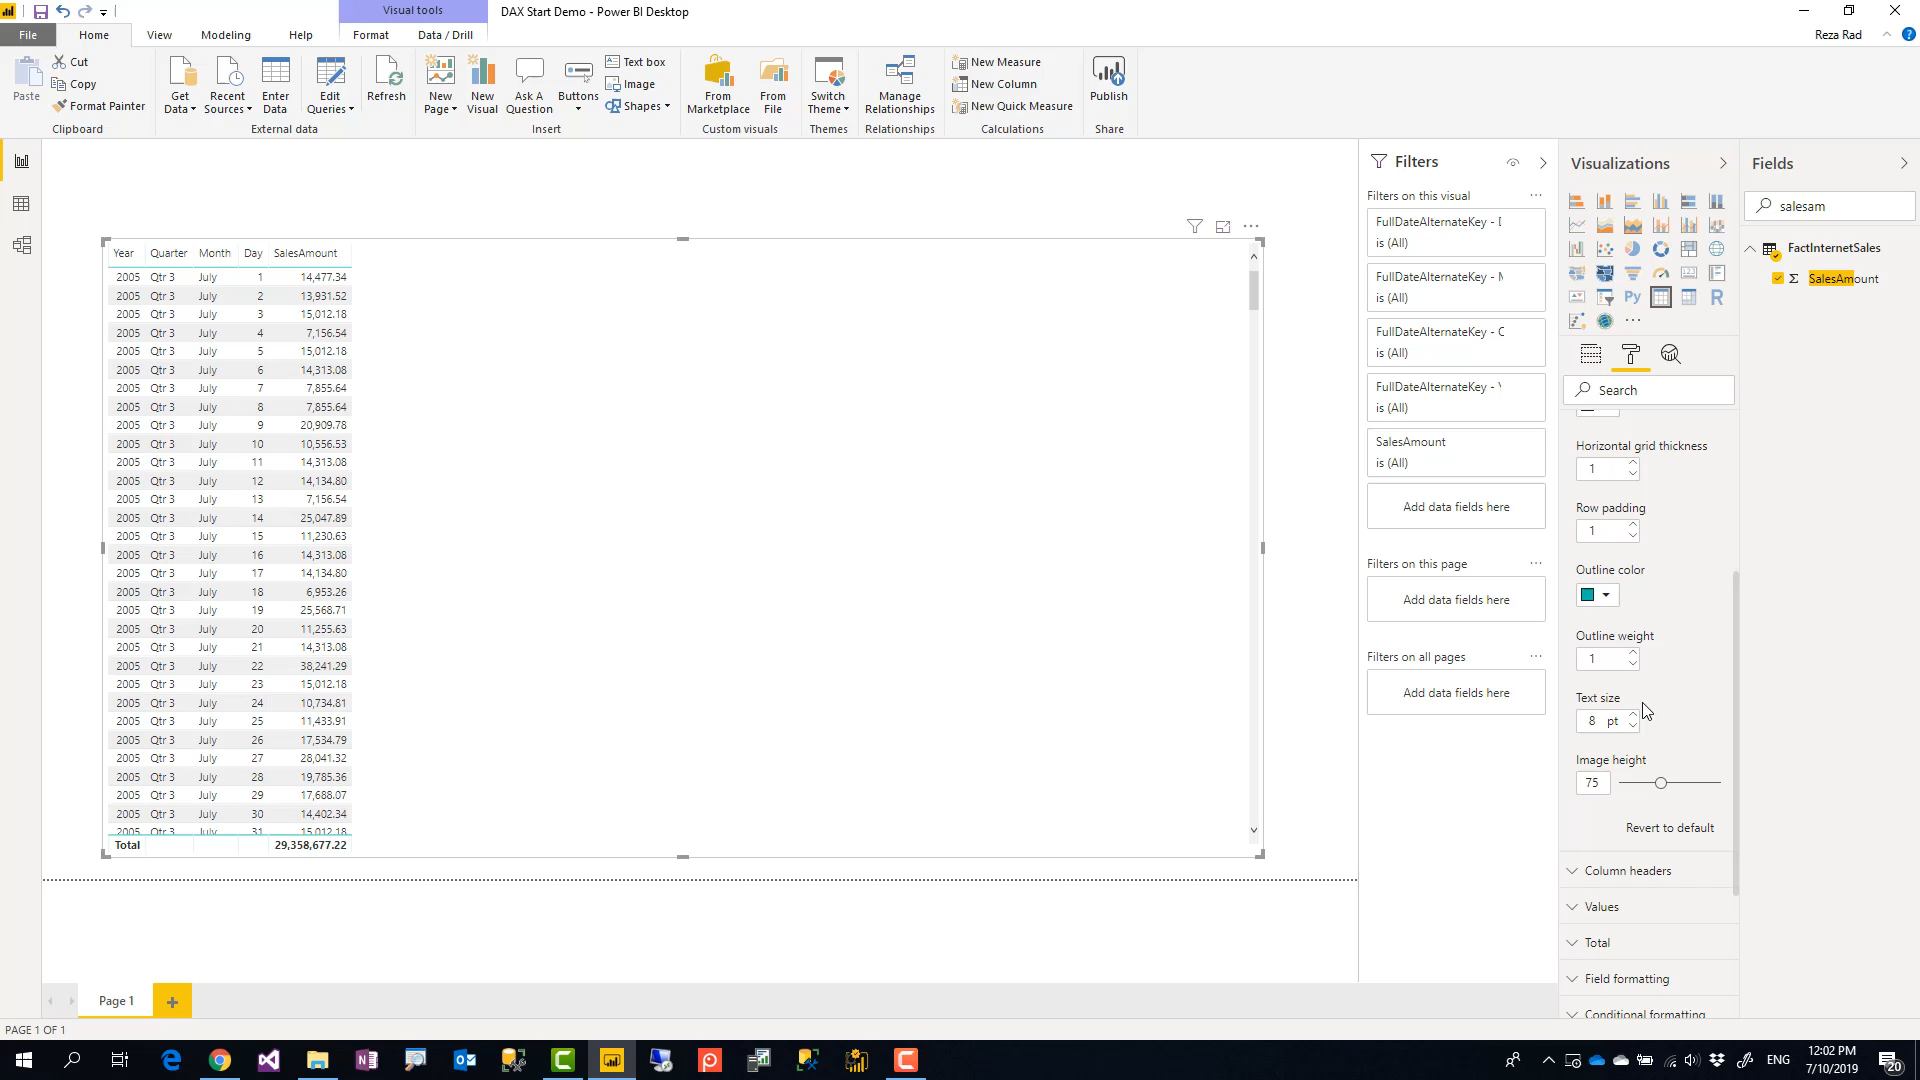 Visual tools
DAX Start Demo - Power BI Desktop
File Home View Modeling Help Format Data / Drill
Reza Rad
Paste
Cut
Copy
Format Painter
Clipboard
Get Data
Recent Sources
Enter Data
Edit Queries
External data
Refresh
New Page
New Visual
Ask A Question
Buttons
Text box
Image
Shapes
Insert
From Marketplace
From File
Custom visuals
Switch Theme
Themes
Manage Relationships
Relationships
New Measure
New Column
New Quick Measure
Calculations
Publish
Share
Year Quarter Month Day SalesAmount
2005 Qtr 3 July 1 14,477.34
2005 Qtr 3 July 2 13,931.52
2005 Qtr 3 July 3 15,012.18
2005 Qtr 3 July 4 7,156.54
2005 Qtr 3 July 5 15,012.18
2005 Qtr 3 July 6 14,313.08
2005 Qtr 3 July 7 7,855.64
2005 Qtr 3 July 8 7,855.64
2005 Qtr 3 July 9 20,909.78
2005 Qtr 3 July 10 10,556.53
2005 Qtr 3 July 11 14,313.08
2005 Qtr 3 July 12 14,134.80
2005 Qtr 3 July 13 7,156.54
2005 Qtr 3 July 14 25,047.89
2005 Qtr 3 July 15 11,230.63
2005 Qtr 3 July 16 14,313.08
2005 Qtr 3 July 17 14,134.80
2005 Qtr 3 July 18 6,953.26
2005 Qtr 3 July 19 25,568.71
2005 Qtr 3 July 20 11,255.63
2005 Qtr 3 July 21 14,313.08
2005 Qtr 3 July 22 38,241.29
2005 Qtr 3 July 23 15,012.18
2005 Qtr 3 July 24 10,734.81
2005 Qtr 3 July 25 11,433.91
2005 Qtr 3 July 26 17,534.79
2005 Qtr 3 July 27 28,041.32
2005 Qtr 3 July 28 19,785.36
2005 Qtr 3 July 29 17,688.07
2005 Qtr 3 July 30 14,402.34
2005 Qtr 3 July 31 15,012.18
Total 29,358,677.22
Filters
Filters on this visual
FullDateAlternateKey - D
is (All)
FullDateAlternateKey - M
is (All)
FullDateAlternateKey - Q
is (All)
FullDateAlternateKey - Y
is (All)
SalesAmount
is (All)
Add data fields here
Filters on this page
Add data fields here
Filters on all pages
Add data fields here
Visualizations
Py
R
Search
Horizontal grid thickness
1
Row padding
1
Outline color
Outline weight
1
Text size
8 pt
Image height
75
Revert to default
Column headers
Values
Total
Field formatting
Conditional formatting
Fields
salesam
FactInternetSales
SalesAmount
Page 1
PAGE 1 OF 1
ENG
12:02 PM
7/10/2019
20